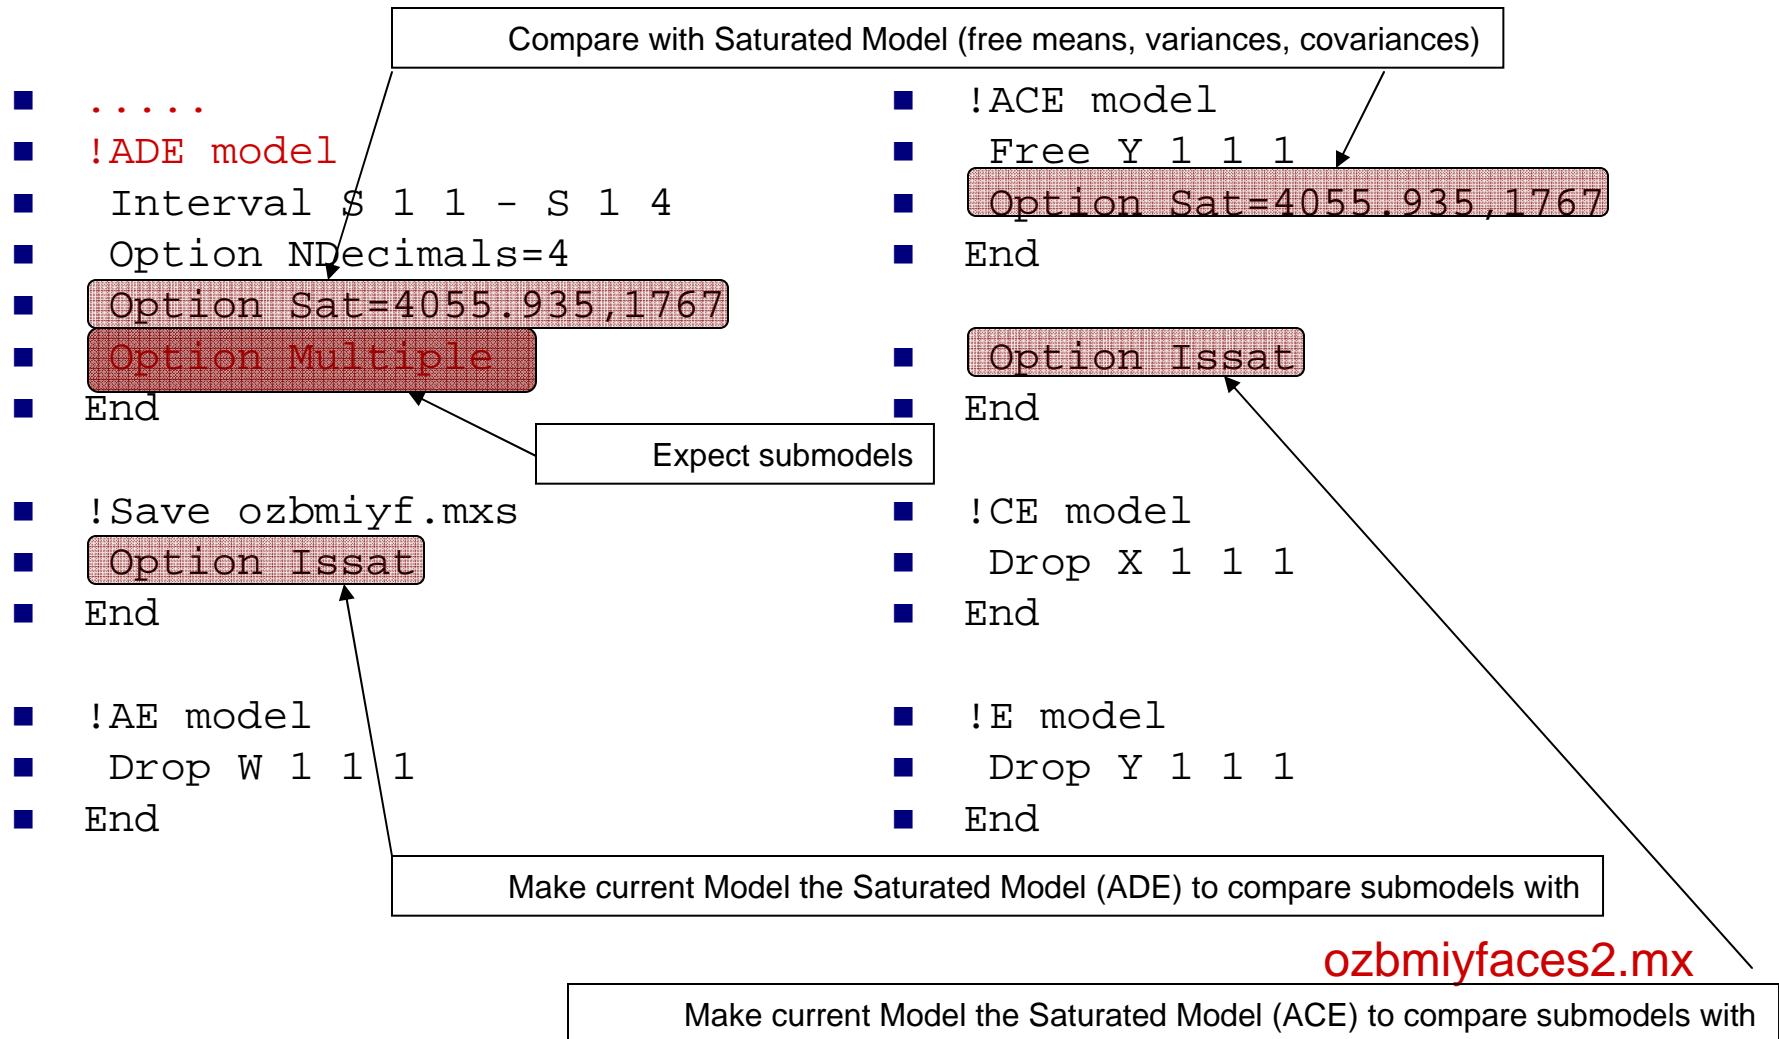 Compare with Saturated Model (free means, variances, covariances)
.....
!ADE model
Interval S 1 1 - S 1 4
Option NDecimals=4
Option Sat=4055.935,1767
Option Multiple
End
Expect submodels
!Save ozbmiyf.mxs
Option Issat
End
!AE model
Drop W 1 1 1
End
!ACE model
Free Y 1 1 1
Option Sat=4055.935,1767
End
Option Issat
End
!CE model
Drop X 1 1 1
End
!E model
Drop Y 1 1 1
End
Make current Model the Saturated Model (ADE) to compare submodels with
ozbmiyfaces2.mx
Make current Model the Saturated Model (ACE) to compare submodels with